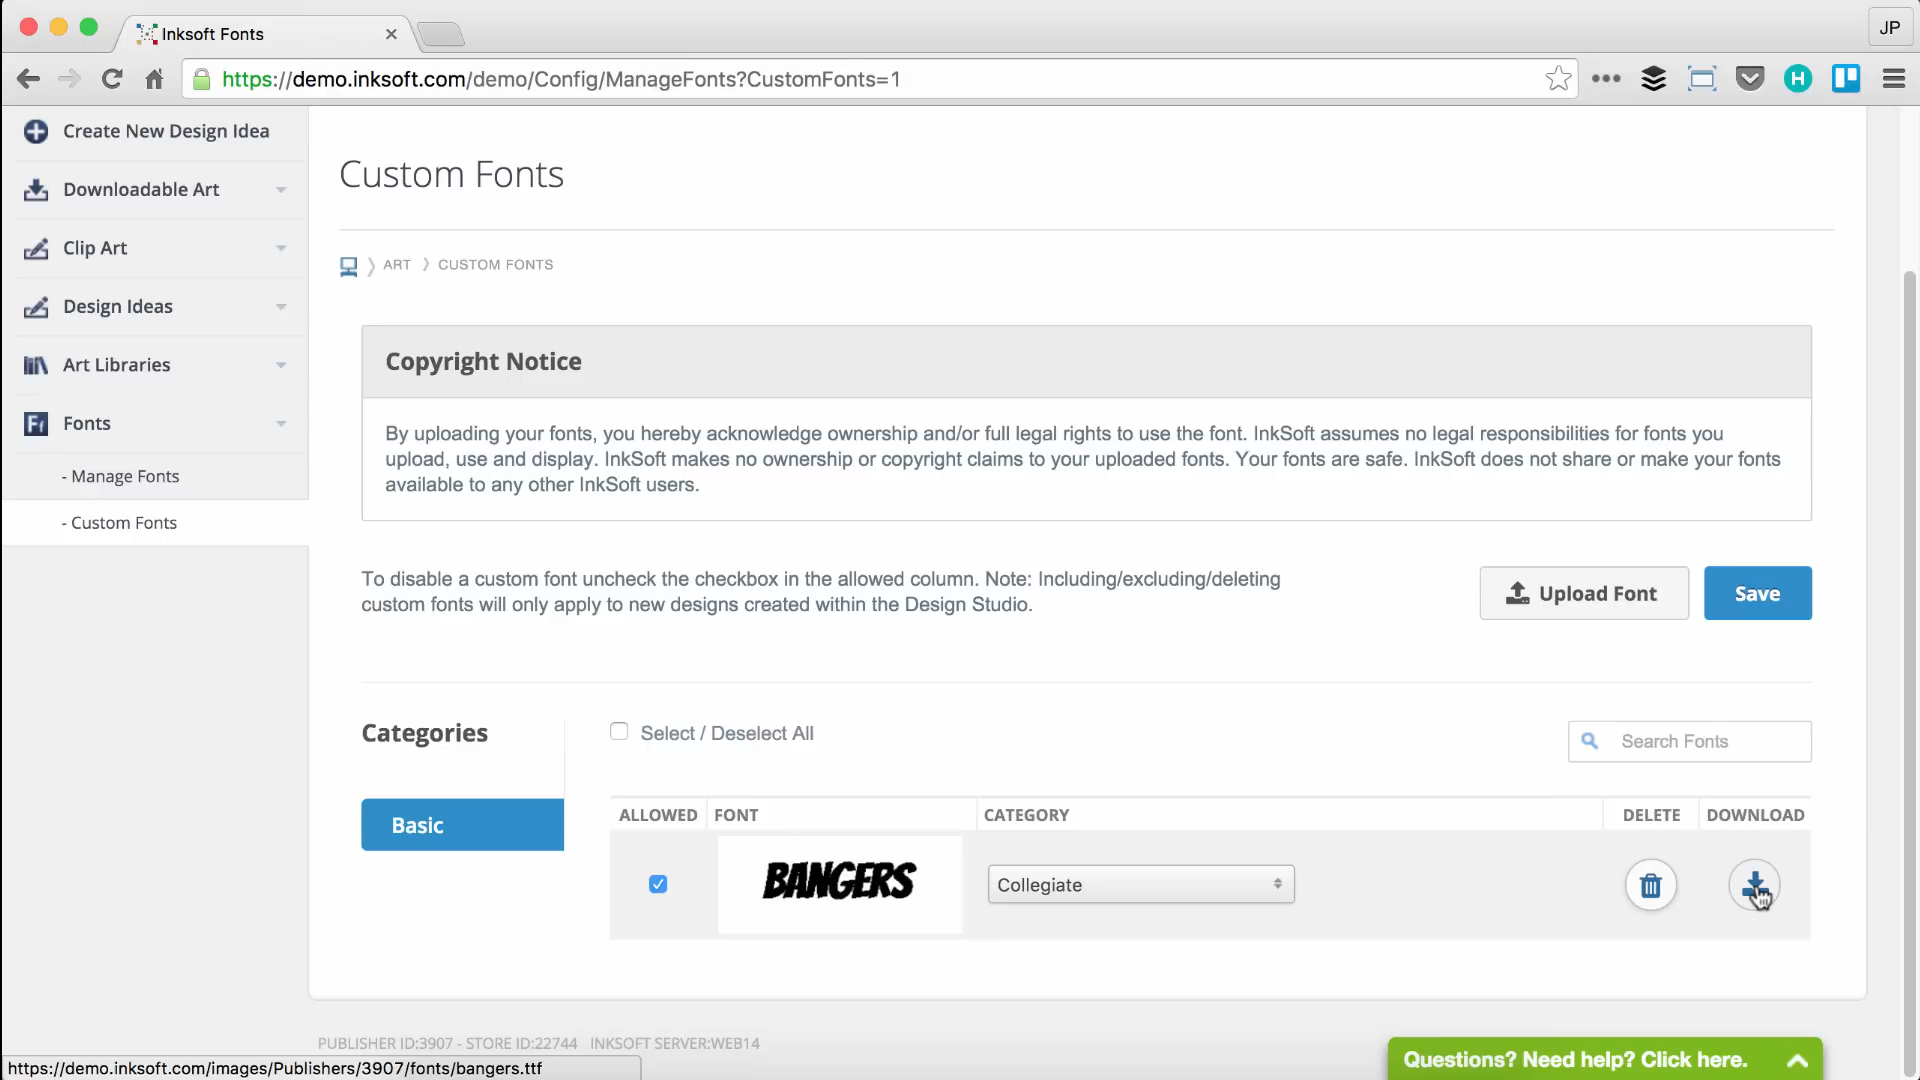 Inksoft Fonts
JP
https://demo.inksoft.com/demo/Config/ManageFonts?CustomFonts=1
H
Create New Design Idea
Downloadable Art
Clip Art
Design Ideas
Art Libraries
Ff Fonts
- Manage Fonts
- Custom Fonts
Custom Fonts
ART
CUSTOM FONTS
Copyright Notice
By uploading your fonts, you hereby acknowledge ownership and/or full legal rights to use the font. InkSoft assumes no legal responsibilities for fonts you
upload, use and display. InkSoft makes no ownership or copyright claims to your uploaded fonts. Your fonts are safe. InkSoft does not share or make your fonts
available to any other InkSoft users.
To disable a custom font uncheck the checkbox in the allowed column. Note: Including/excluding/deleting
custom fonts will only apply to new designs created within the Design Studio.
Upload Font
Save
Categories
Select / Deselect All
Search Fonts
Basic
ALLOWED FONT CATEGORY DELETE DOWNLOAD
BANGERS
Collegiate
PUBLISHER ID:3907 - STORE ID:22744 INKSOFT SERVER:WEB14
https://demo.inksoft.com/images/Publishers/3907/fonts/bangers.ttf
Questions? Need help? Click here.